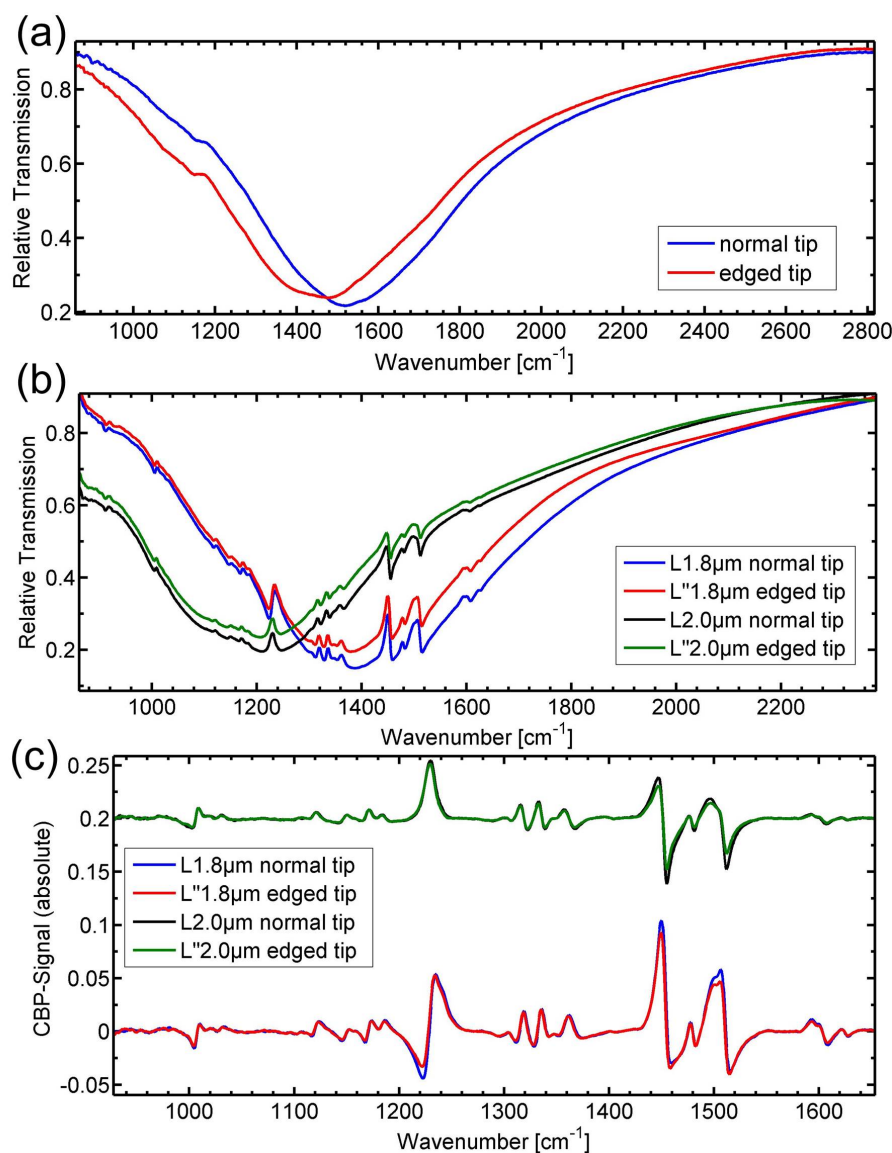 (a)
Relative Transmission
0.8
0.6
0.4
0.2
1000 1200 1400 1600 1800 2000 2200 2400 2600 2800
Wavenumber [cm⁻¹]
normal tip
edged tip
(b)
Relative Transmission
0.8
0.6
0.4
0.2
1000 1200 1400 1600 1800 2000 2200
Wavenumber [cm⁻¹]
L1.8µm normal tip
L"1.8µm edged tip
L2.0µm normal tip
L"2.0µm edged tip
(c)
CBP-Signal (absolute)
0.25
0.2
0.15
0.1
0.05
0
-0.05
L1.8µm normal tip
L"1.8µm edged tip
L2.0µm normal tip
L"2.0µm edged tip
1000 1100 1200 1300 1400 1500 1600
Wavenumber [cm⁻¹]